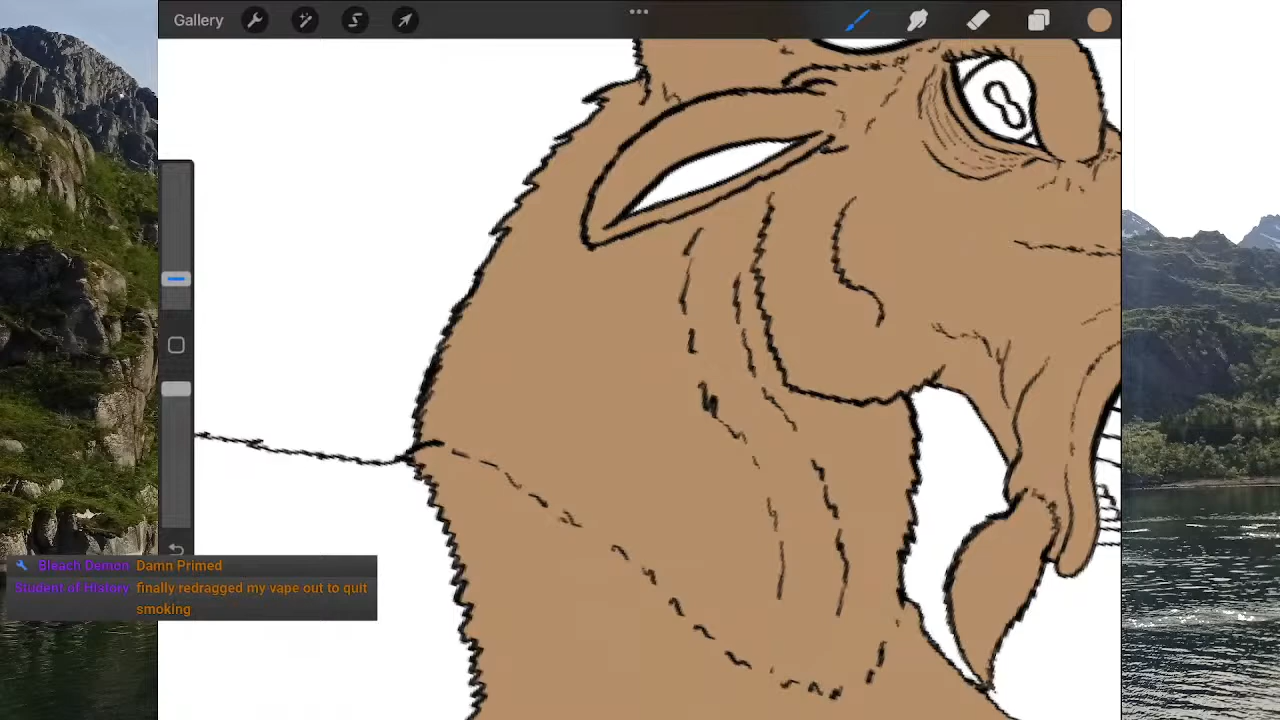 Gallery
Bleach Demon Damn Primed
Student of History finally redragged my vape out to quit
smoking